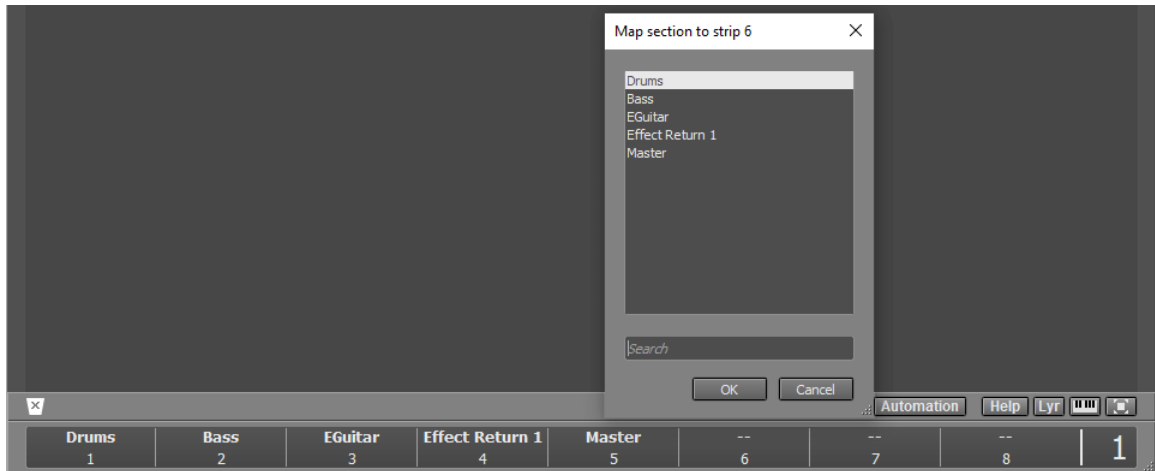 Map section to strip 6
Drums
Bass
EGuitar
Effect Return 1
Master
Search
OK Cancel
Automation Help Lyr
Drums Bass EGuitar Effect Return 1 Master -- -- --
1 2 3 4 5 6 7 8 1